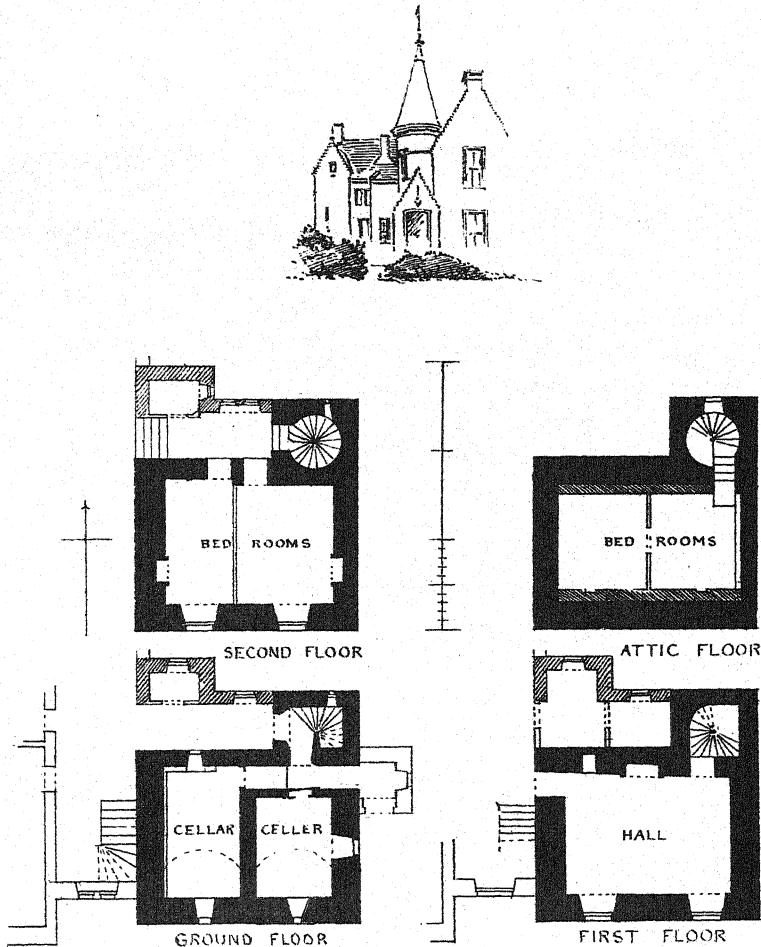 BED ROOMS
SECOND FLOOR
BED ROOMS
ATTIC FLOOR
CELLAR
CELLER
GROUND FLOOR
HALL
FIRST FLOOR